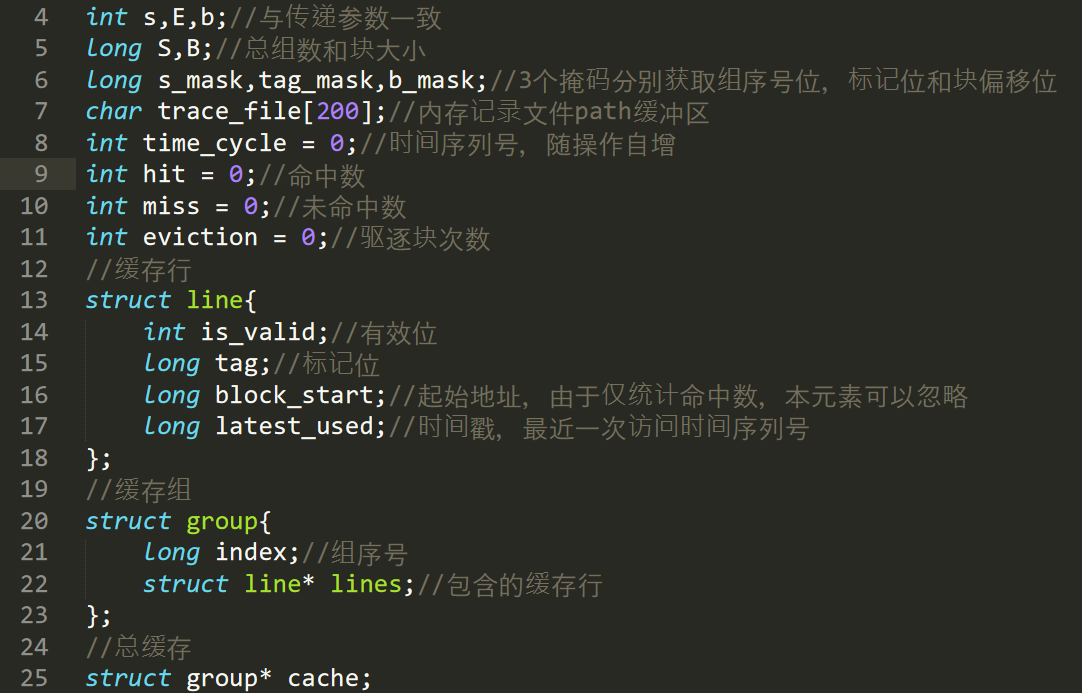 4 int s,E,b;//与传递参数一致
5 long S,B;//总组数和块大小
6 long s_mask,tag_mask,b_mask;//3个掩码分别获取组序号位，标记位和块偏移位
7 char trace_file[200];//内存记录文件path缓冲区
8 int time_cycle = 0;//时间序列号，随操作自增
9 int hit = 0;//命中数
10 int miss = 0;//未命中数
11 int eviction = 0;//驱逐块次数
12 //缓存行
13 struct line{
14 int is_valid;//有效位
15 long tag;//标记位
16 long block_start;//起始地址，由于仅统计命中数，本元素可以忽略
17 long latest_used;//时间戳，最近一次访问时间序列号
18 };
19 //缓存组
20 struct group{
21 long index;//组序号
22 struct line* lines;//包含的缓存行
23 };
24 //总缓存
25 struct group* cache;